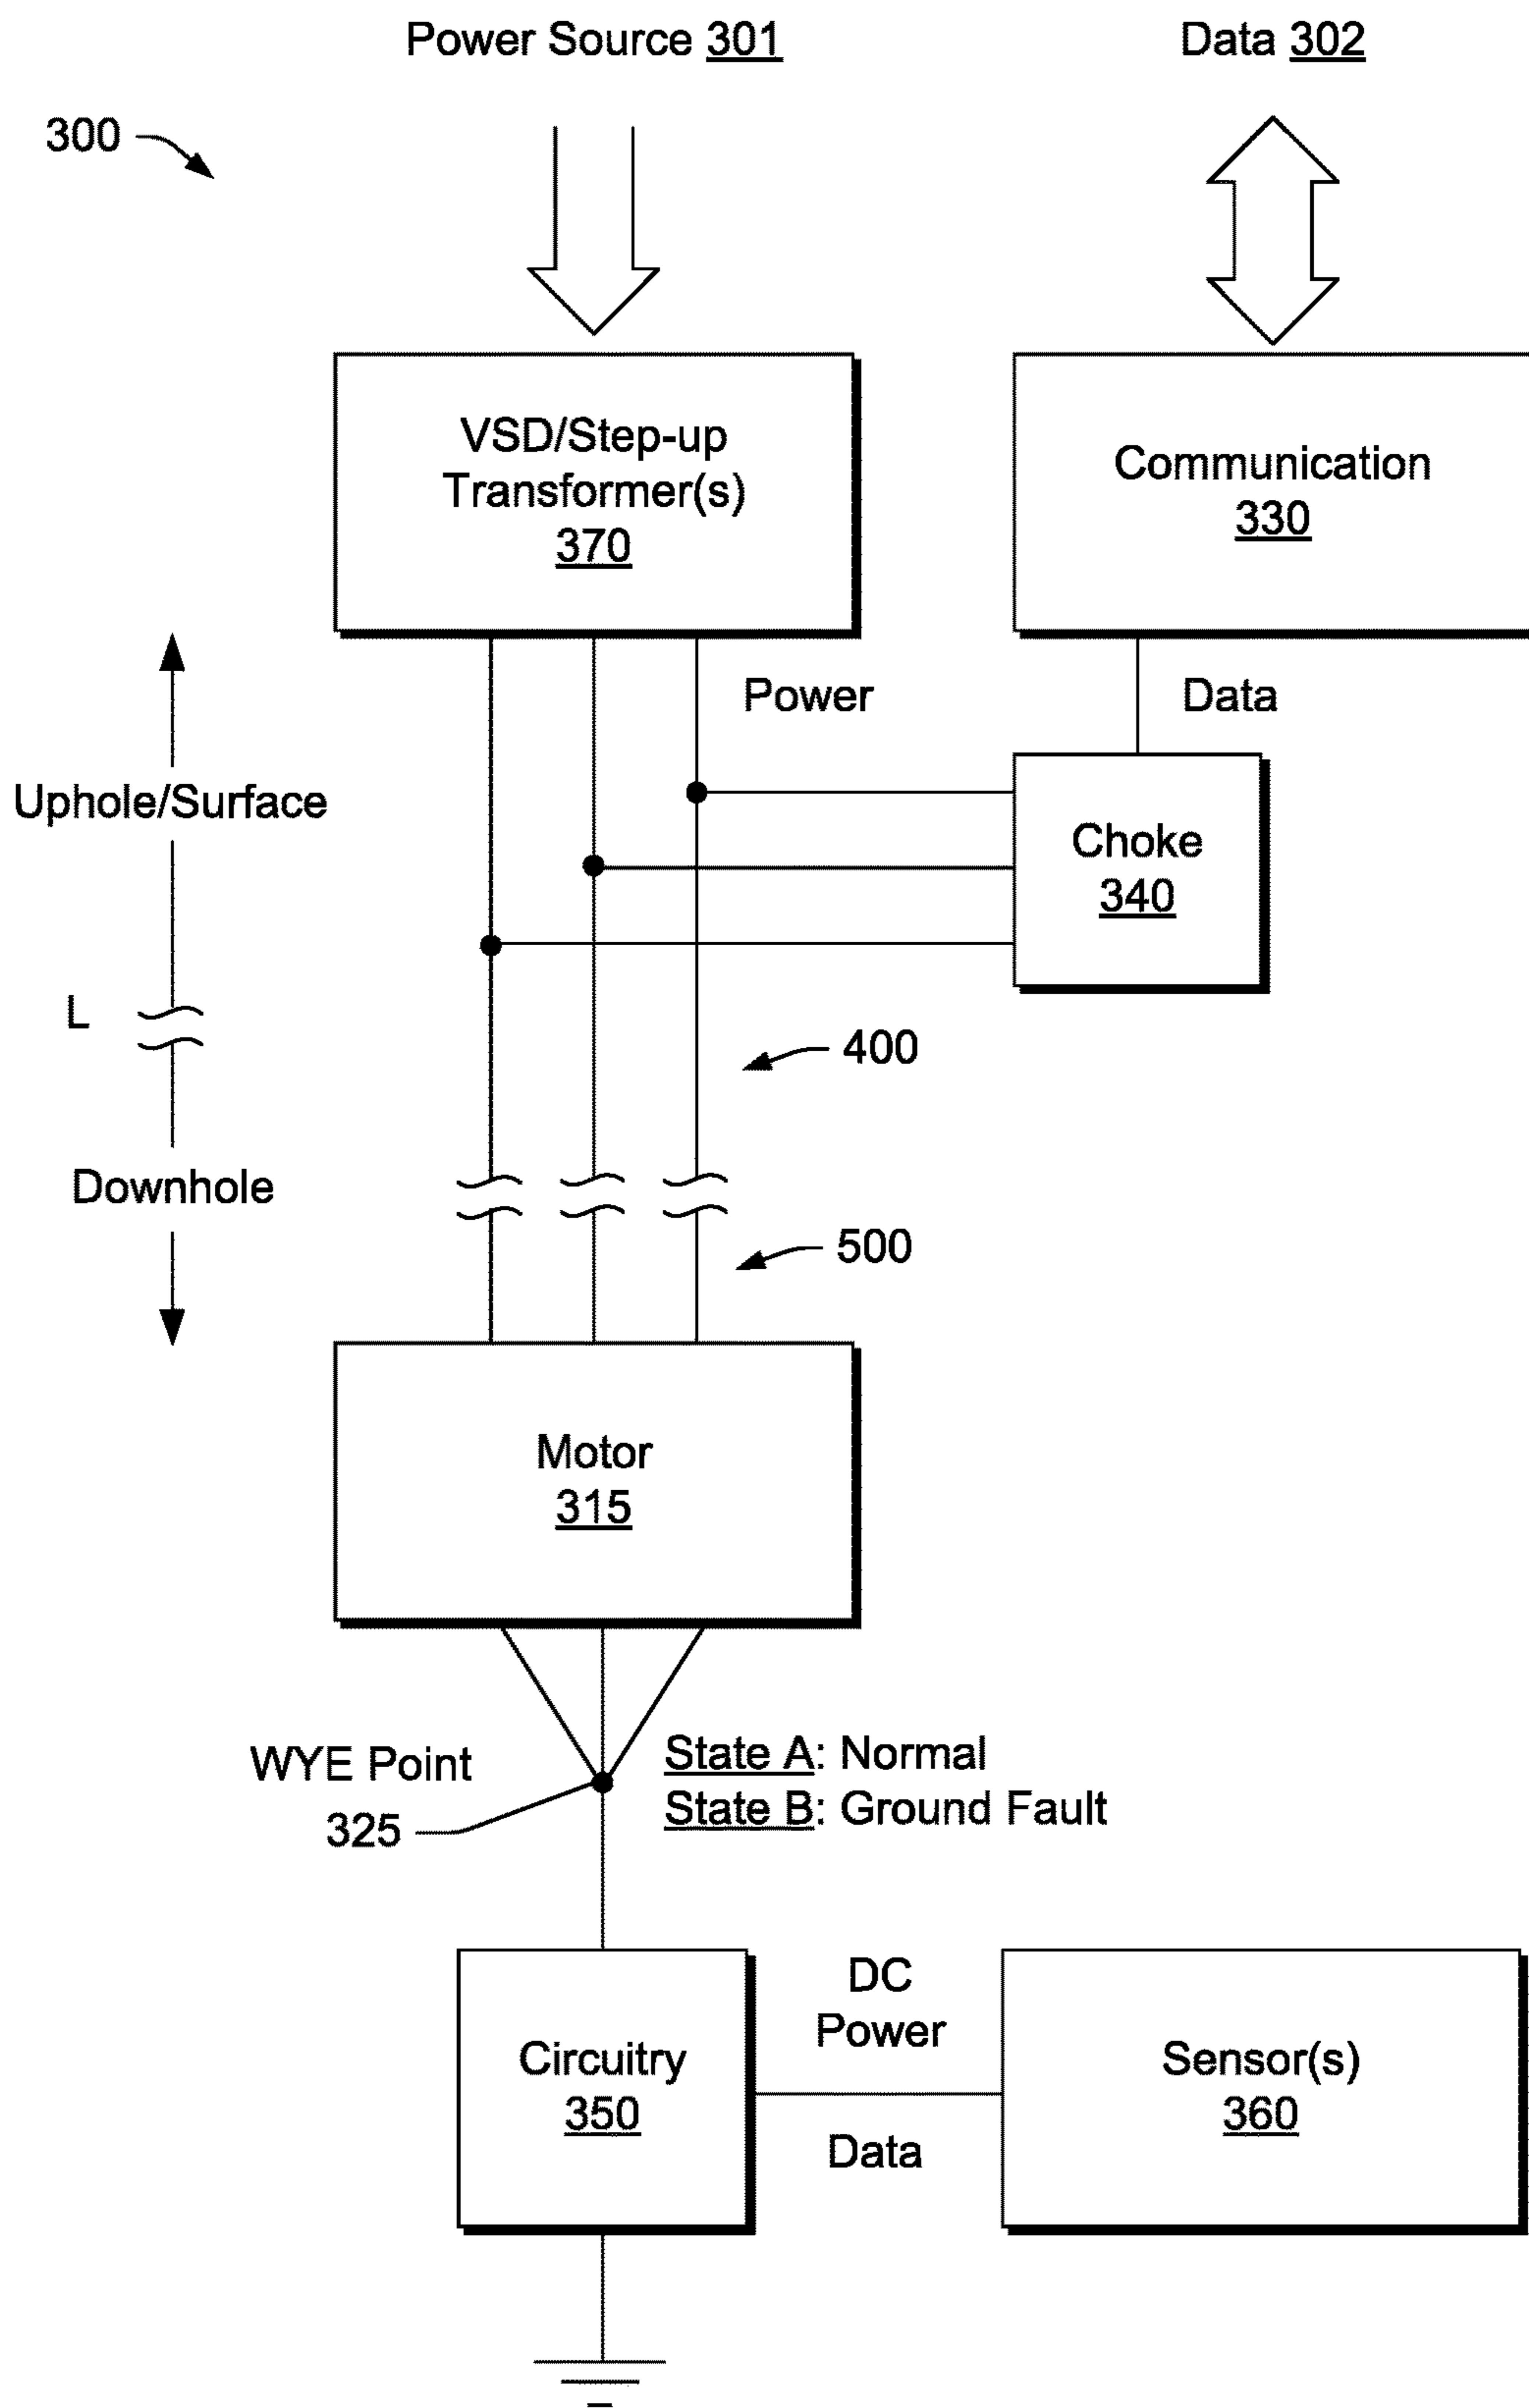 Power Source 301
Data 302
300
VSD/Step-up
Transformer(s)
370
Communication
330
Power
Data
Uphole/Surface
Choke
340
L
400
Downhole
500
Motor
315
WYE Point
325
State A: Normal
State B: Ground Fault
DC
Power
Circuitry
350
Data
Sensor(s)
360